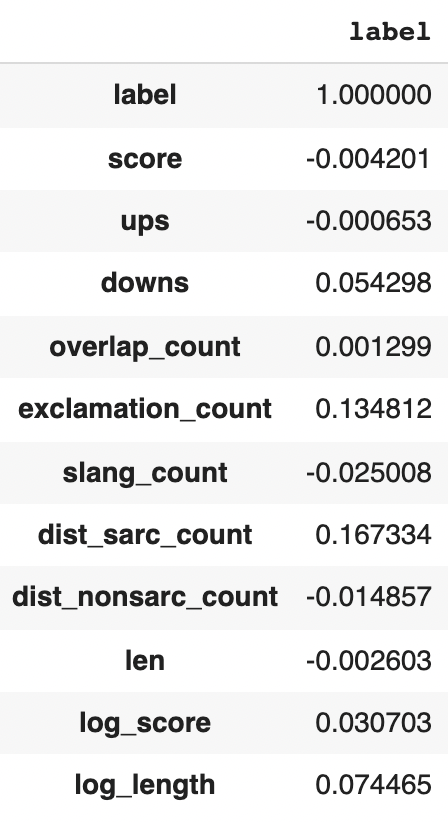 label
label 1.000000
score -0.004201
ups -0.000653
downs 0.054298
overlap_count 0.001299
exclamation_count 0.134812
slang_count -0.025008
dist_sarc_count 0.167334
dist_nonsarc_count -0.014857
len -0.002603
log_score 0.030703
log_length 0.074465